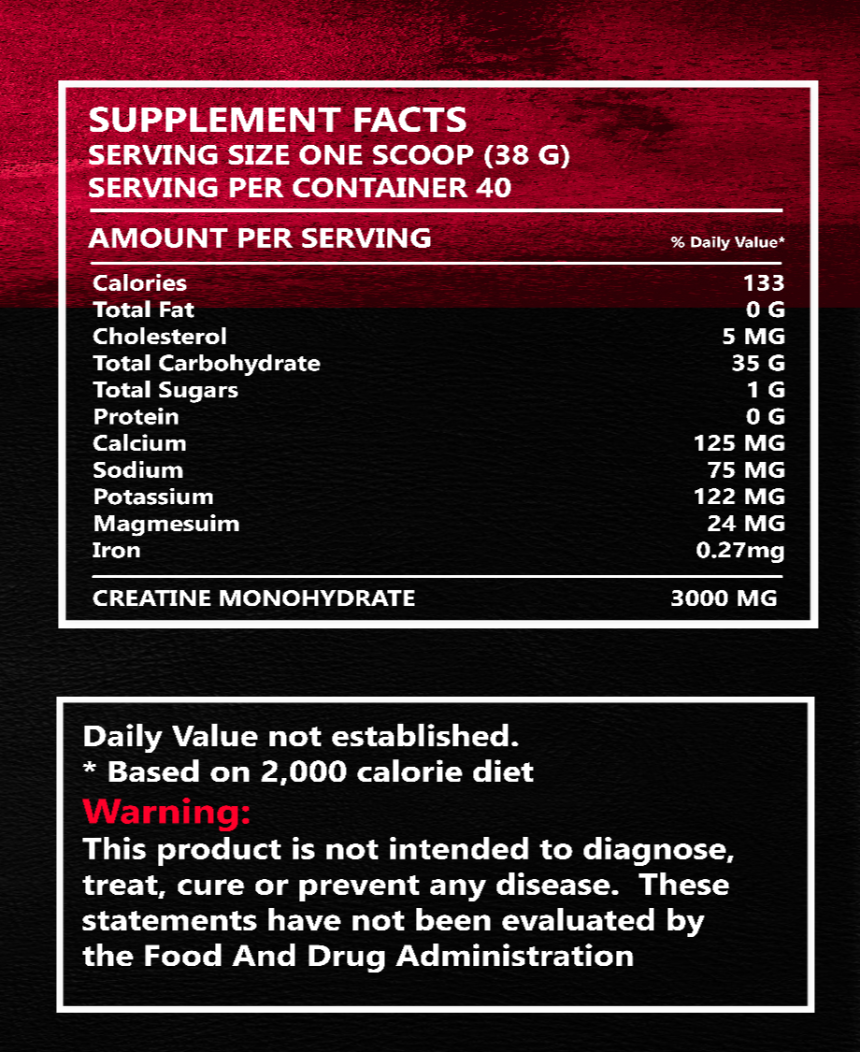 SUPPLEMENT FACTS
SERVING SIZE ONE SCOOP (38 G)
SERVING PER CONTAINER 40
AMOUNT PER SERVING % Daily Value*
Calories 133
Total Fat 0 G
Cholesterol 5 MG
Total Carbohydrate 35 G
Total Sugars 1 G
Protein 0 G
Calcium 125 MG
Sodium 75 MG
Potassium 122 MG
Magmesuim 24 MG
Iron 0.27mg
CREATINE MONOHYDRATE 3000 MG
Daily Value not established.
* Based on 2,000 calorie diet
Warning:
This product is not intended to diagnose,
treat, cure or prevent any disease. These
statements have not been evaluated by
the Food And Drug Administration